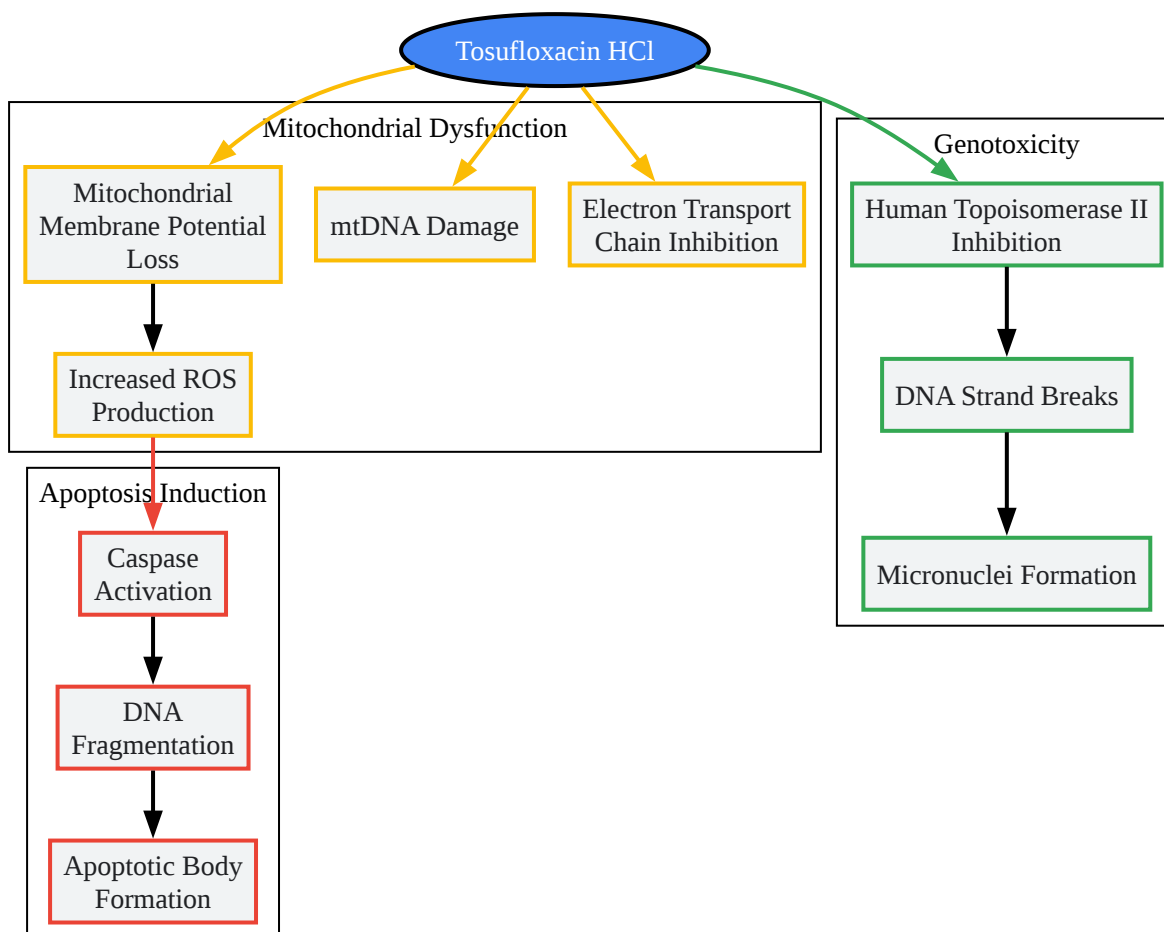 Tosufloxacin HCl
Mitochondrial Dysfunction
Mitochondrial
Membrane Potential
Loss
mtDNA Damage
Electron Transport
Chain Inhibition
Increased ROS
Production
Genotoxicity
Human Topoisomerase II
Inhibition
DNA Strand Breaks
Micronuclei Formation
Apoptosis Induction
Caspase
Activation
DNA
Fragmentation
Apoptotic Body
Formation